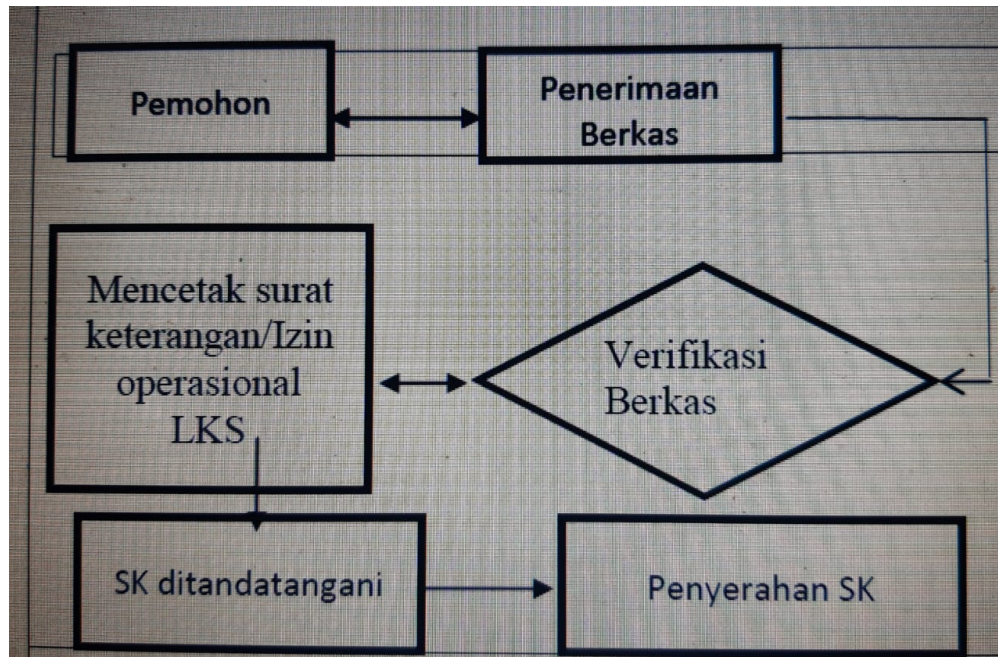 Pemohon
Penerimaan
Berkas
Mencetak surat
keterangan/Izin
operasional
LKS
Verifikasi
Berkas
SK ditandatangani
Penyerahan SK